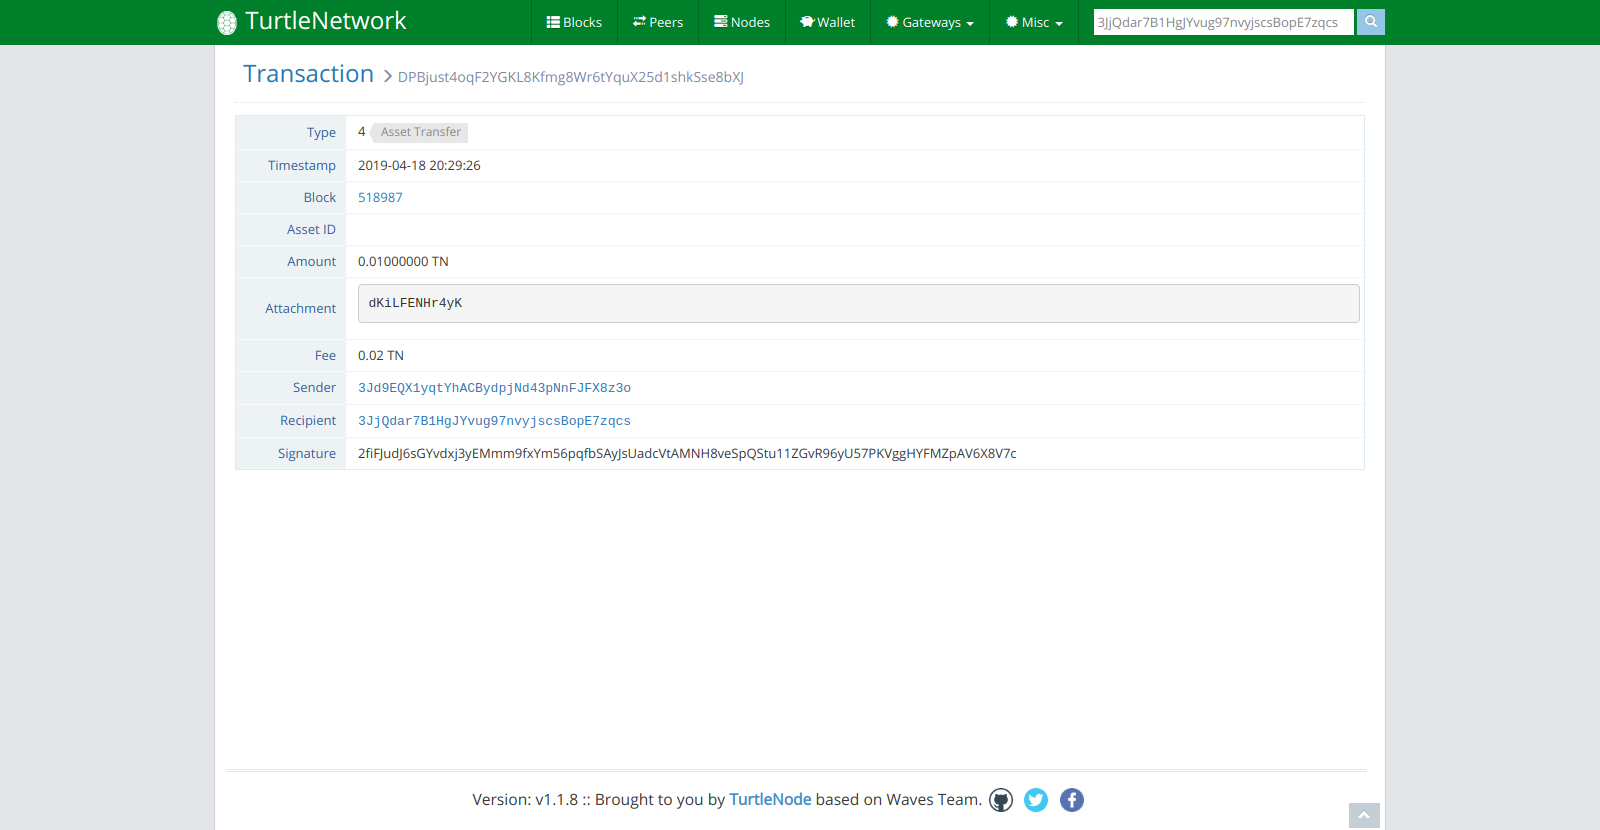 TurtleNetwork Blocks Peers Nodes Wallet Gateways Misc 3JjQdar7B1HgJYvug97nvyjscsBopE7zqcs
Transaction > DPBjust4oqF2YGKL8Kfmg8Wr6tYquX25d1shkSse8bXJ
Type 4 Asset Transfer
Timestamp 2019-04-18 20:29:26
Block 518987
Asset ID
Amount 0.01000000 TN
Attachment dKiLFENHr4yK
Fee 0.02 TN
Sender 3Jd9EQX1yqtYhACBydpjNd43pNnFJFX8z3o
Recipient 3JjQdar7B1HgJYvug97nvyjscsBopE7zqcs
Signature 2fiFJudJ6sGYvdxj3yEMmm9fxYm56pqfbSAyJsUadcVtAMNH8veSpQStu11ZGvR96yU57PKVggHYFMZpAV6X8V7c
Version: v1.1.8 :: Brought to you by TurtleNode based on Waves Team.